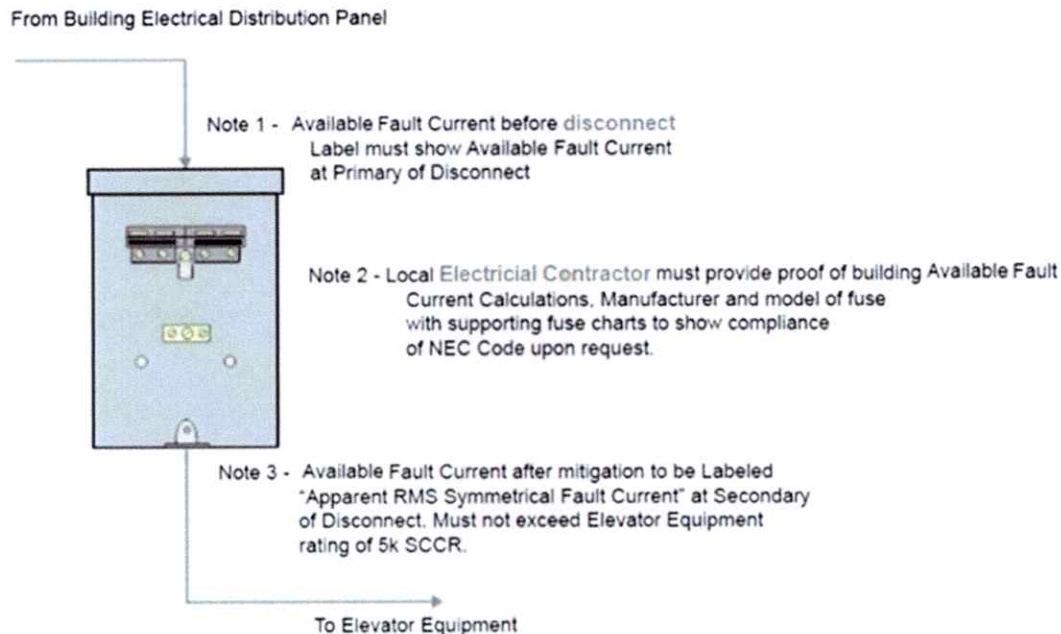 From Building Electrical Distribution Panel
Note 1 - Available Fault Current before disconnect
Label must show Available Fault Current
at Primary of Disconnect
Note 2 - Local Electricial Contractor must provide proof of building Available Fault
Current Calculations, Manufacturer and model of fuse
with supporting fuse charts to show compliance
of NEC Code upon request.
Note 3 - Available Fault Current after mitigation to be Labeled
"Apparent RMS Symmetrical Fault Current" at Secondary
of Disconnect. Must not exceed Elevator Equipment
rating of 5k SCCR.
To Elevator Equipment